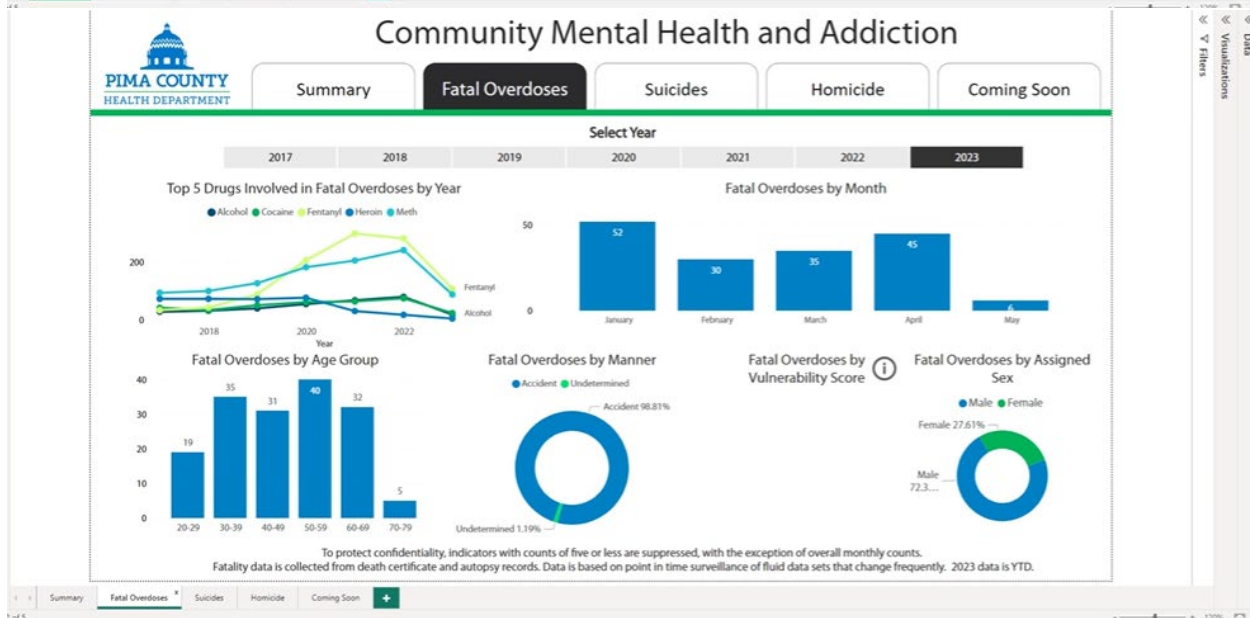 Community Mental Health and Addiction
PIMA COUNTY
HEALTH DEPARTMENT
Summary
Fatal Overdoses
Suicides
Homicide
Coming Soon
Select Year
2017 2018 2019 2020 2021 2022 2023
Top 5 Drugs Involved in Fatal Overdoses by Year
Alcohol Cocaine Fentanyl Heroin Meth
200
0
Fentanyl
Alcohol
2018 2020 2022
Year
Fatal Overdoses by Month
50
0
52 30 35 45 6
January February March April May
Fatal Overdoses by Age Group
40
30
20
10
0
19 35 31 40 32 5
20-29 30-39 40-49 50-59 60-69 70-79
Fatal Overdoses by Manner
Accident Undetermined
Accident 98.81%
Undetermined 1.19%
Fatal Overdoses by
Vulnerability Score
i
Fatal Overdoses by Assigned
Sex
Male Female
Female 27.61%
Male
72.3....
To protect confidentiality, indicators with counts of five or less are suppressed, with the exception of overall monthly counts.
Fatality data is collected from death certificate and autopsy records. Data is based on point in time surveillance of fluid data sets that change frequently. 2023 data is YTD.
Filters
Visualizations
Data
Summary Fatal Overdoses x Suicides Homicide Coming Soon +